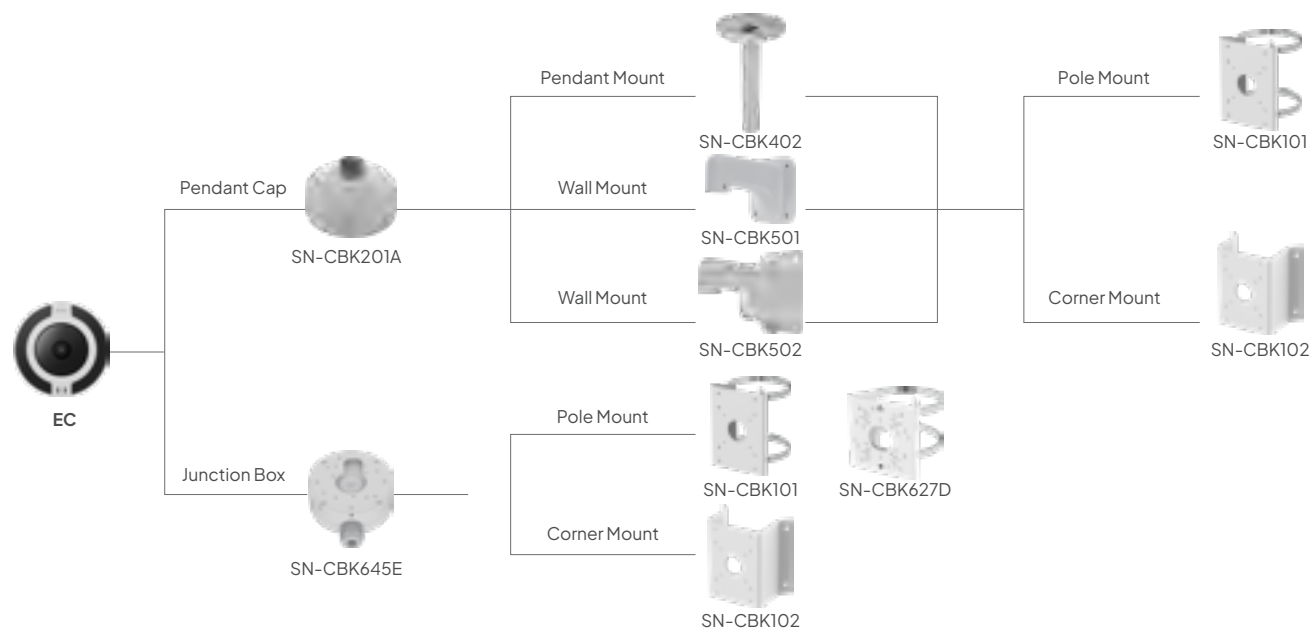 Pendant Mount
SN-CBK402
Pole Mount
SN-CBK101
Pendant Cap
SN-CBK201A
Wall Mount
SN-CBK501
Wall Mount
SN-CBK502
Corner Mount
SN-CBK102
EC
Junction Box
SN-CBK645E
Pole Mount
SN-CBK101
SN-CBK627D
Corner Mount
SN-CBK102